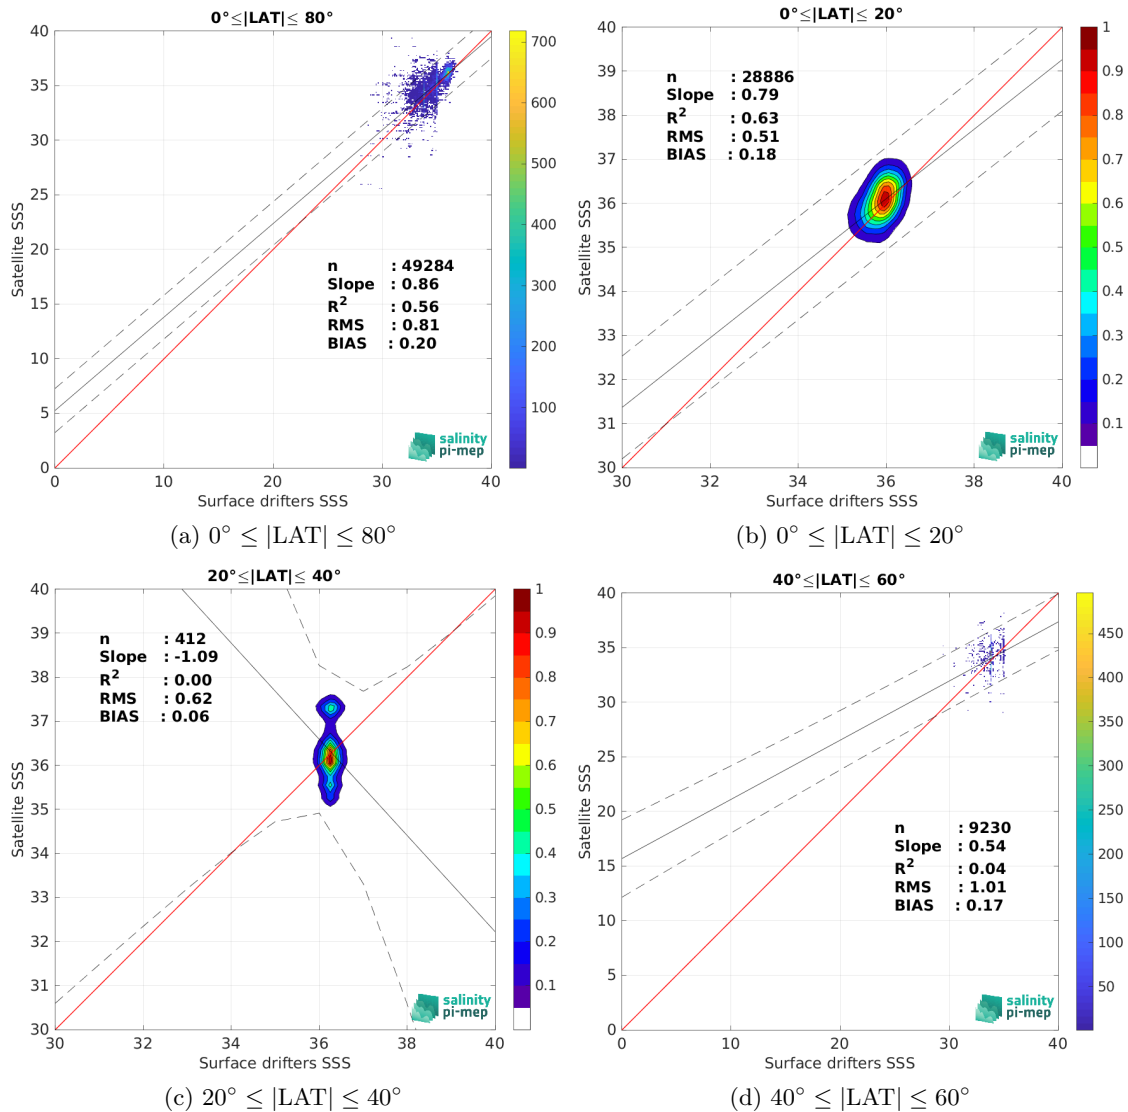 0°≤|LAT|≤ 80°
40
35
30
25
20
15
10
5
0
0
10
20
30
40
Satellite SSS
Surface drifters SSS
n : 49284
Slope : 0.86
R2 : 0.56
RMS : 0.81
BIAS : 0.20
salinity
pi-mep
700
600
500
400
300
200
100
(a) 0° ≤ |LAT| ≤ 80°
0°≤|LAT|≤ 20°
40
39
38
37
36
35
34
33
32
31
30
30
32
34
36
38
40
Satellite SSS
Surface drifters SSS
n : 28886
Slope : 0.79
R2 : 0.63
RMS : 0.51
BIAS : 0.18
salinity
pi-mep
1
0.9
0.8
0.7
0.6
0.5
0.4
0.3
0.2
0.1
(b) 0° ≤ |LAT| ≤ 20°
20°≤|LAT|≤ 40°
40
39
38
37
36
35
34
33
32
31
30
30
32
34
36
38
40
Satellite SSS
Surface drifters SSS
n : 412
Slope : -1.09
R2 : 0.00
RMS : 0.62
BIAS : 0.06
salinity
pi-mep
1
0.9
0.8
0.7
0.6
0.5
0.4
0.3
0.2
0.1
(c) 20° ≤ |LAT| ≤ 40°
40°≤|LAT|≤ 60°
40
35
30
25
20
15
10
5
0
0
10
20
30
40
Satellite SSS
Surface drifters SSS
n : 9230
Slope : 0.54
R2 : 0.04
RMS : 1.01
BIAS : 0.17
salinity
pi-mep
450
400
350
300
250
200
150
100
50
(d) 40° ≤ |LAT| ≤ 60°